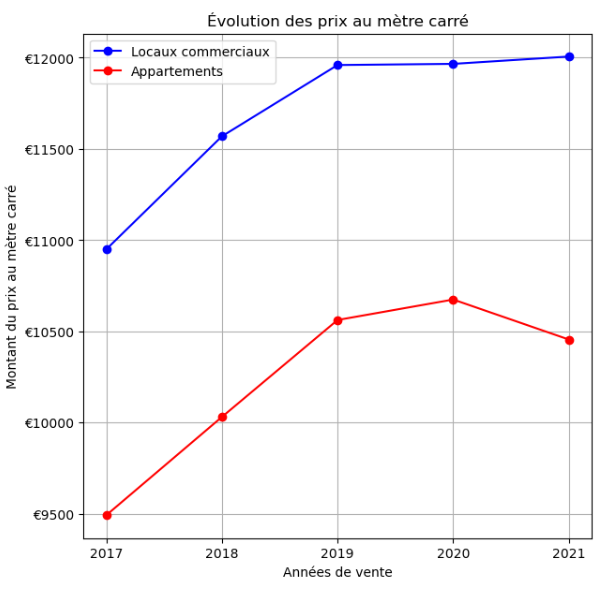 Évolution des prix au mètre carré
Locaux commerciaux
Appartements
€12000
€11500
€11000
€10500
€10000
€9500
Montant du prix au mètre carré
2017 2018 2019 2020 2021
Années de vente